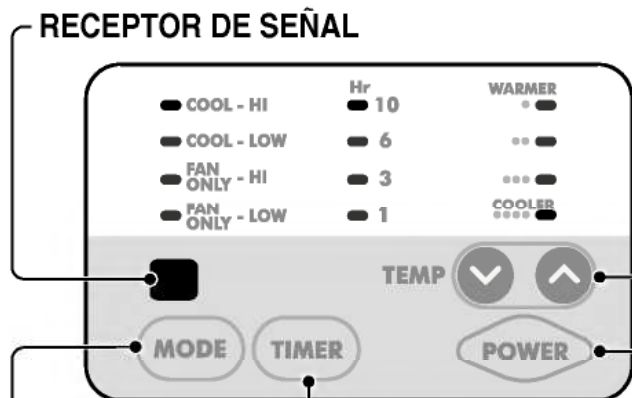 RECEPTOR DE SEÑAL
Hr WARMER
COOL - HI 10
COOL - LOW 6
FAN ONLY - HI 3
COOLER
FAN ONLY - LOW 1
TEMP
MODE TIMER POWER